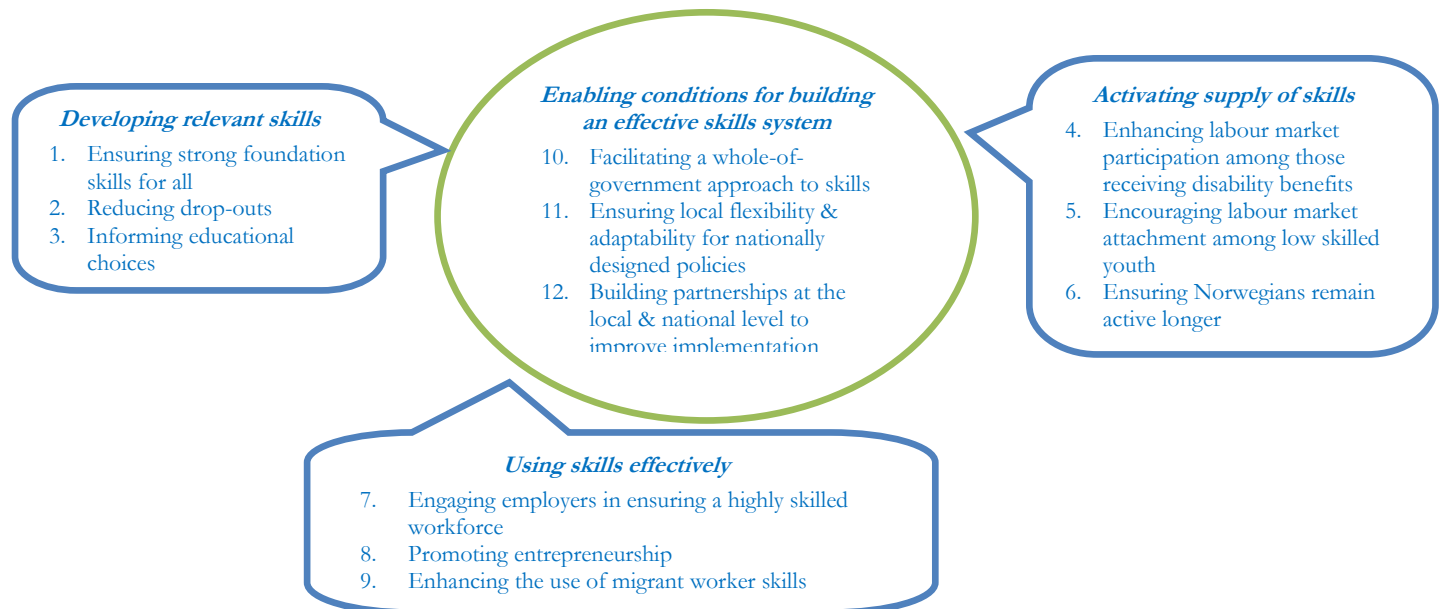 Developing relevant skills
1. Ensuring strong foundation
skills for all
2. Reducing drop-outs
3. Informing educational
choices
Enabling conditions for building
an effective skills system
10. Facilitating a whole-of-
government approach to skills
11. Ensuring local flexibility &
adaptability for nationally
designed policies
12. Building partnerships at the
local & national level to
improve implementation
Activating supply of skills
4. Enhancing labour market
participation among those
receiving disability benefits
5. Encouraging labour market
attachment among low skilled
youth
6. Ensuring Norwegians remain
active longer
Using skills effectively
7. Engaging employers in ensuring a highly skilled
workforce
8. Promoting entrepreneurship
9. Enhancing the use of migrant worker skills